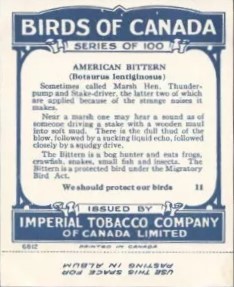 BIRDS OF CANADA
SERIES OF 100
AMERICAN BITTERN
(Botaurus lentiginosus)
Sometimes called Marsh Hen, Thunder-
pump and Stake-driver, the latter two of which
are applied because of the strange noises it
makes.
Near a marsh one may hear a sound as of
someone driving a stake with a wooden maul
into soft mud. There is the dull thud of the
blow, followed by a sucking liquid echo, followed
closely by a squdgy drive.
The Bittern is a bog hunter and eats frogs,
crawfish, snakes, small fish and insects. The
Bittern is a protected bird under the Migratory
Bird Act.
We should protect our birds 11
ISSUED BY
IMPERIAL TOBACCO COMPANY
OF CANADA LIMITED
6812 PRINTED IN CANADA
USE THIS SPACE FOR
PASTING IN ALBUM